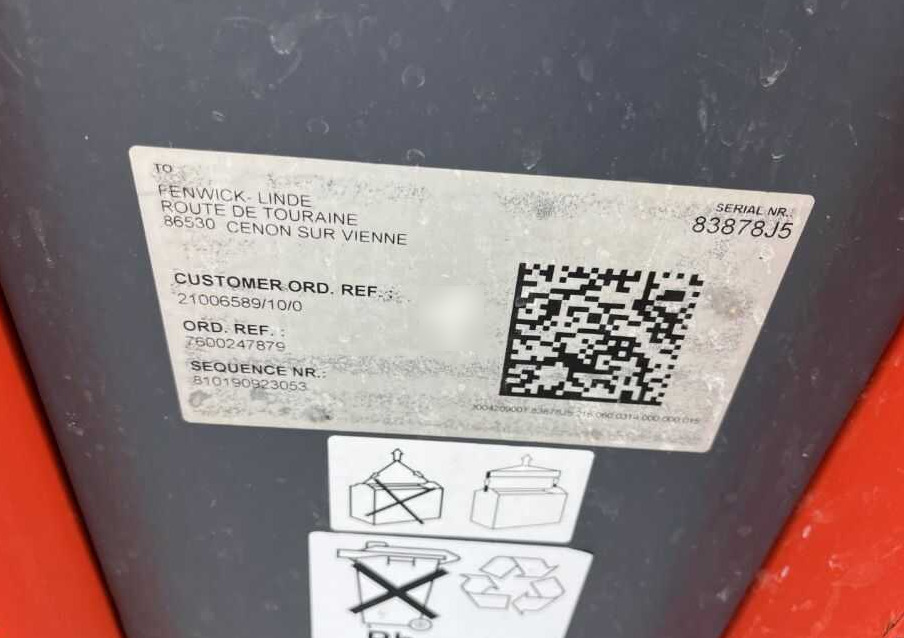 TO
FENWICK- LINDE
ROUTE DE TOURAINE
86530 CENON SUR VIENNE
SERIAL NR.:
83878J5
CUSTOMER ORD. REF. :
21006589/10/0
ORD. REF. :
7600247879
SEQUENCE NR.:
810190923053